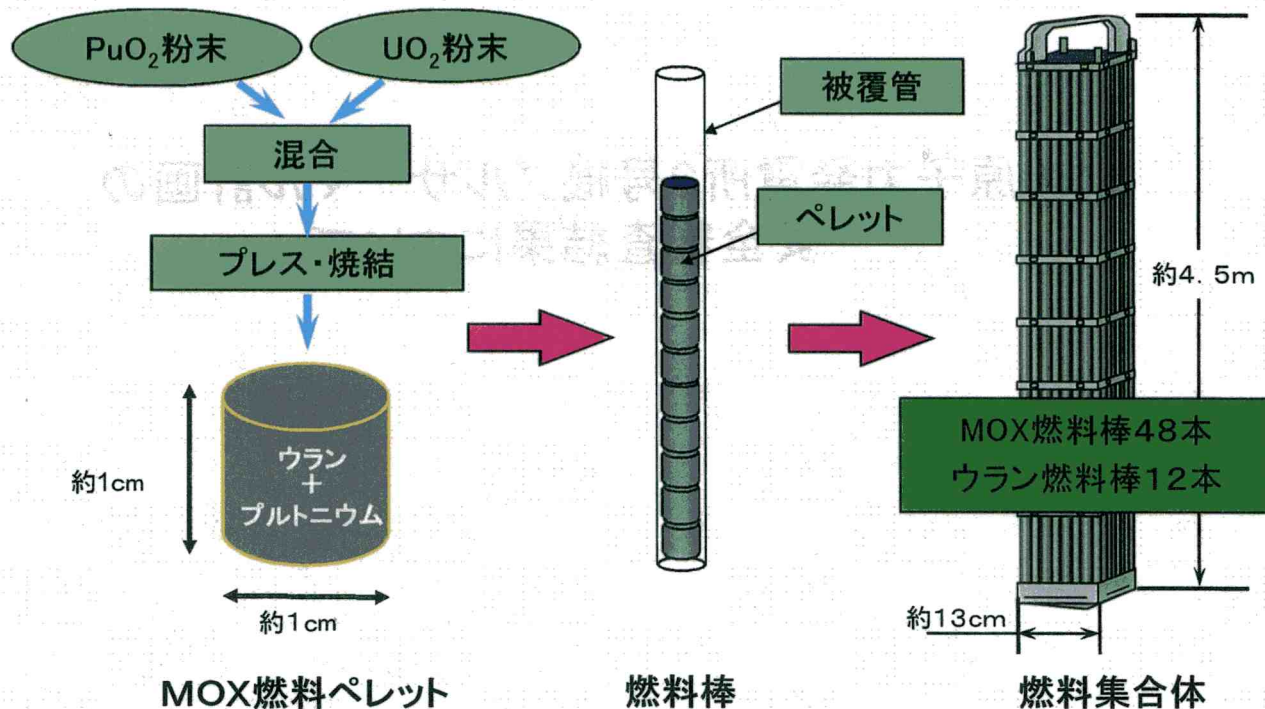 PuO₂粉末
UO₂粉末
混合
プレス・焼結
約1cm
ウラン
+
プルトニウム
約1cm
MOX燃料ペレット
被覆管
ペレット
燃料棒
約4. 5m
MOX燃料棒48本
ウラン燃料棒12本
約13cm
燃料集合体